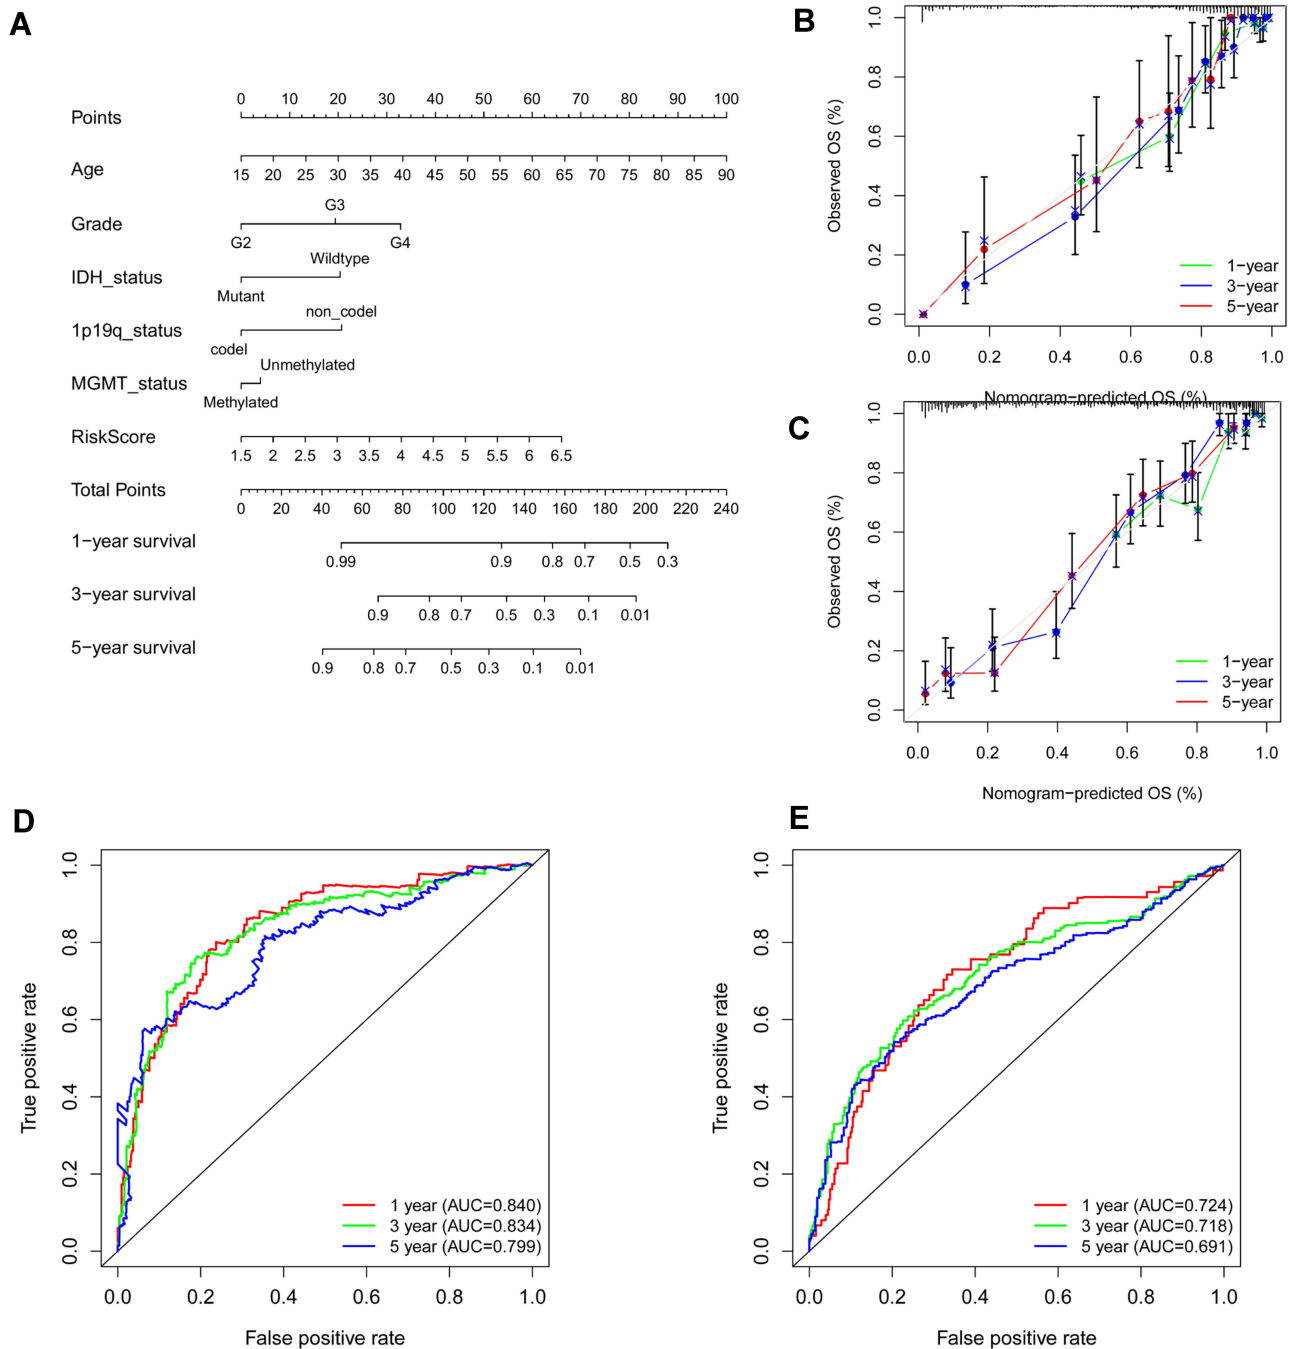 A
Points
0 10 20 30 40 50 60 70 80 90 100
Age
15 20 25 30 35 40 45 50 55 60 65 70 75 80 85 90
G3
Grade
G2 G4
Wildtype
IDH_status
Mutant
non_codel
1p19q_status
codel
Unmethylated
MGMT_status
Methylated
RiskScore
1.5 2 2.5 3 3.5 4 4.5 5 5.5 6 6.5
Total Points
0 20 40 60 80 100 120 140 160 180 200 220 240
1−year survival
0.99 0.9 0.8 0.7 0.5 0.3
3−year survival
0.9 0.8 0.7 0.5 0.3 0.1 0.01
5−year survival
0.9 0.8 0.7 0.5 0.3 0.1 0.01
B
Observed OS (%)
0.0 0.2 0.4 0.6 0.8 1.0
1−year
3−year
5−year
0.0 0.2 0.4 0.6 0.8 1.0
Nomogram−predicted OS (%)
C
Observed OS (%)
0.0 0.2 0.4 0.6 0.8 1.0
1−year
3−year
5−year
0.0 0.2 0.4 0.6 0.8 1.0
Nomogram−predicted OS (%)
D
True positive rate
0.0 0.2 0.4 0.6 0.8 1.0
1 year (AUC=0.840)
3 year (AUC=0.834)
5 year (AUC=0.799)
0.0 0.2 0.4 0.6 0.8 1.0
False positive rate
E
True positive rate
0.0 0.2 0.4 0.6 0.8 1.0
1 year (AUC=0.724)
3 year (AUC=0.718)
5 year (AUC=0.691)
0.0 0.2 0.4 0.6 0.8 1.0
False positive rate